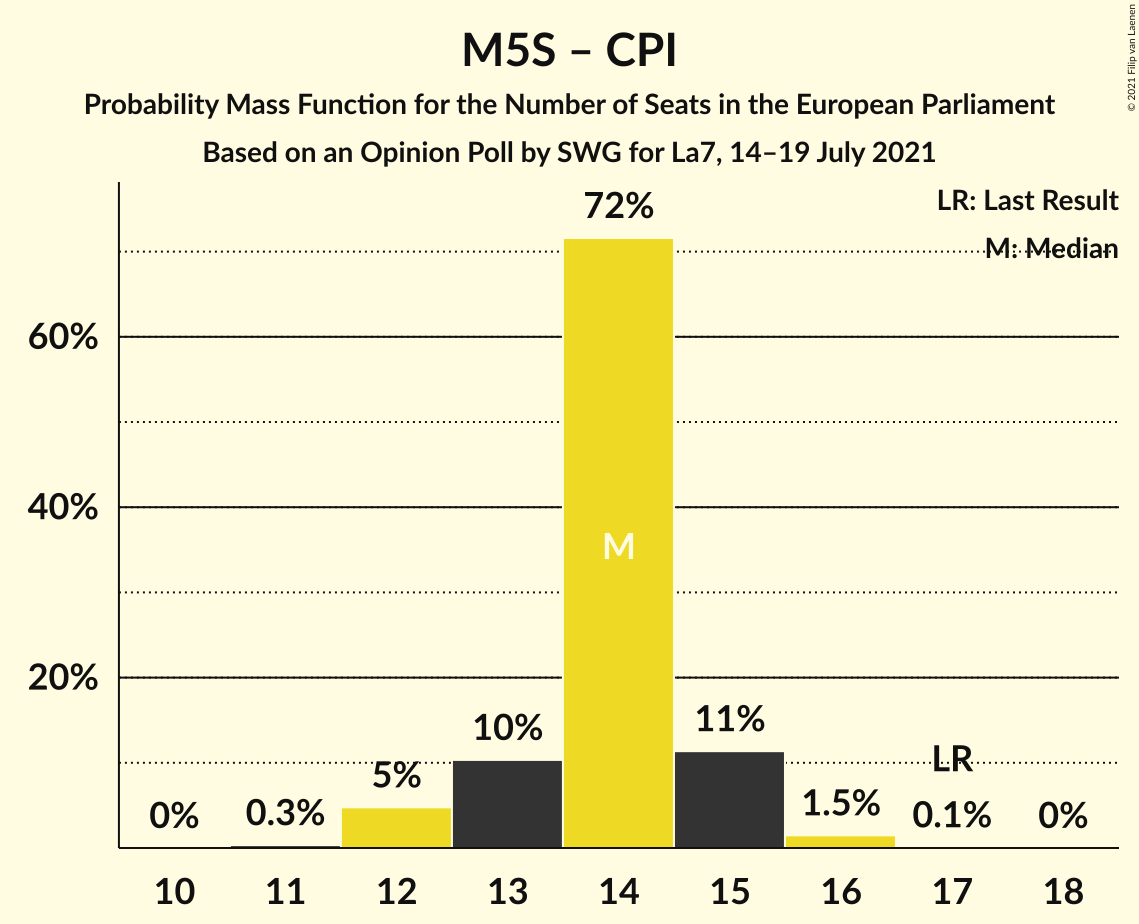 M5S – CPI
Probability Mass Function for the Number of Seats in the European Parliament
Based on an Opinion Poll by SWG for La7, 14–19 July 2021
© 2021 Filip van Laenen
LR: Last Result
M: Median
72%
60%
40%
M
20%
11%
10%
LR
5%
1.5%
0%
0.3%
0.1%
0%
10 11 12 13 14 15 16 17 18